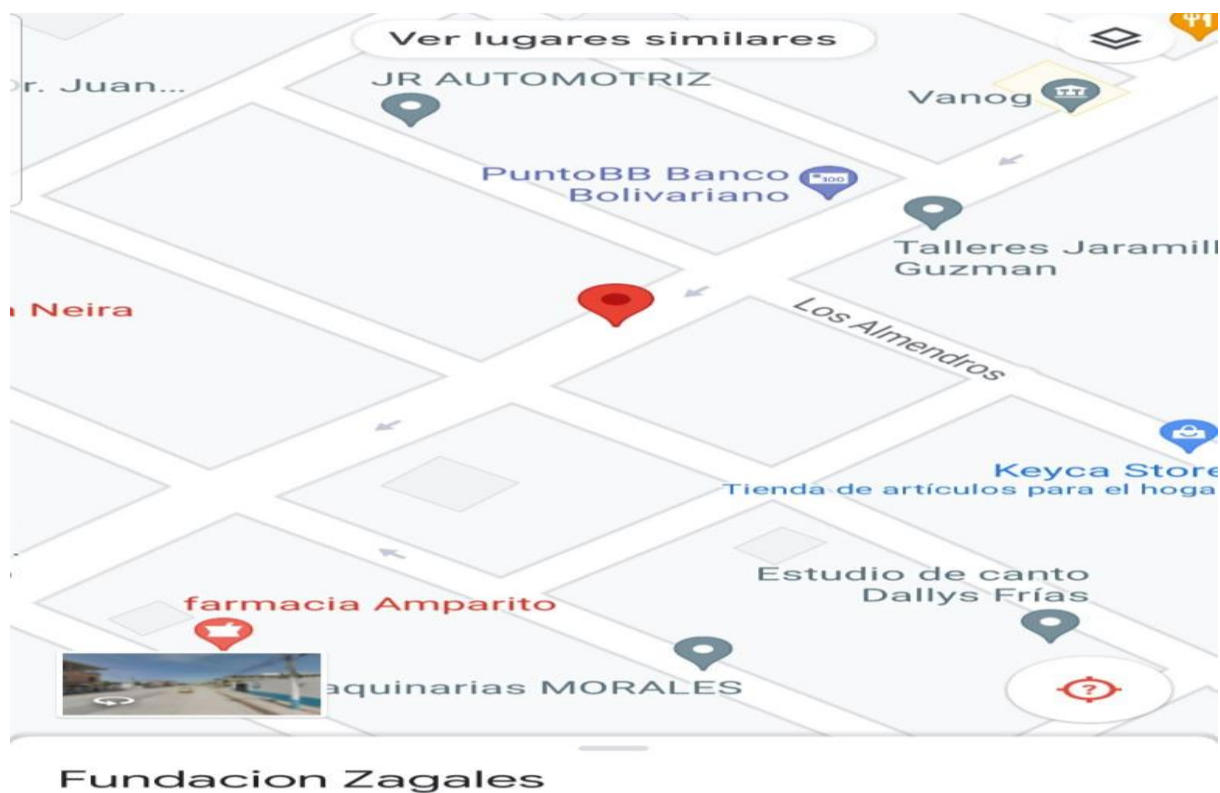 Ver lugares similares
r. Juan...
JR AUTOMOTRIZ
Vanog
PuntoBB Banco
Bolivariano
Talleres Jaramill
Guzman
Neira
Los Almendros
Keyca Store
Tienda de artículos para el hoga
Estudio de canto
Dallys Frías
farmacia Amparito
aquinarias MORALES
Fundacion Zagales